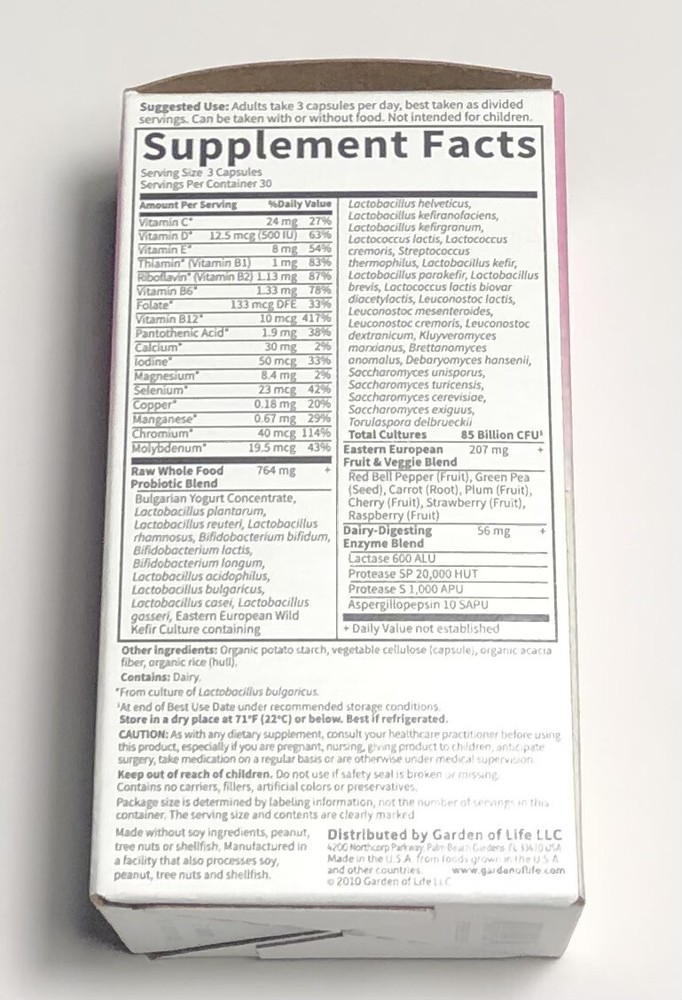 Suggested Use: Adults take 3 capsules per day, best taken as divided
servings. Can be taken with or without food. Not intended for children.
Supplement Facts
Serving Size 3 Capsules
Servings Per Container 30
Amount Per Serving %Daily Value
Vitamin C* 24 mg 27%
Vitamin D* 12.5 mcg (500 IU) 63%
Vitamin E* 8 mg 54%
Thiamin* (Vitamin B1) 1 mg 83%
Riboflavin* (Vitamin B2) 1.13 mg 87%
Vitamin B6* 1.33 mg 78%
Folate* 133 mcg DFE 33%
Vitamin B12* 10 mcg 417%
Pantothenic Acid* 1.9 mg 38%
Calcium* 30 mg 2%
Iodine* 50 mcg 33%
Magnesium* 8.4 mg 2%
Selenium* 23 mcg 42%
Copper* 0.18 mg 20%
Manganese* 0.67 mg 29%
Chromium* 40 mcg 114%
Molybdenum* 19.5 mcg 43%
Raw Whole Food 764 mg +
Probiotic Blend
Bulgarian Yogurt Concentrate,
Lactobacillus plantarum,
Lactobacillus reuteri, Lactobacillus
rhamnosus, Bifidobacterium bifidum,
Bifidobacterium lactis,
Bifidobacterium longum,
Lactobacillus acidophilus,
Lactobacillus bulgaricus,
Lactobacillus casei, Lactobacillus
gasseri, Eastern European Wild
Kefir Culture containing
Lactobacillus helveticus,
Lactobacillus kefiranofaciens,
Lactobacillus kefirgranum,
Lactococcus lactis, Lactococcus
cremoris, Streptococcus
thermophilus, Lactobacillus kefir,
Lactobacillus parakefir, Lactobacillus
brevis, Lactococcus lactis biovar
diacetylactis, Leuconostoc lactis,
Leuconostoc mesenteroides,
Leuconostoc cremoris, Leuconostoc
dextranicum, Kluyveromyces
marxianus, Brettanomyces
anomalus, Debaryomyces hansenii,
Saccharomyces unisporus,
Saccharomyces turicensis,
Saccharomyces cerevisiae,
Saccharomyces exiguus,
Torulaspora delbrueckii
Total Cultures 85 Billion CFU¹
Eastern European 207 mg +
Fruit & Veggie Blend
Red Bell Pepper (Fruit), Green Pea
(Seed), Carrot (Root), Plum (Fruit),
Cherry (Fruit), Strawberry (Fruit),
Raspberry (Fruit)
Dairy-Digesting 56 mg +
Enzyme Blend
Lactase 600 ALU
Protease SP 20,000 HUT
Protease S 1,000 APU
Aspergillopepsin 10 SAPU
+ Daily Value not established
Other ingredients: Organic potato starch, vegetable cellulose (capsule), organic acacia
fiber, organic rice (hull).
Contains: Dairy.
*From culture of Lactobacillus bulgaricus.
¹At end of Best Use Date under recommended storage conditions.
Store in a dry place at 71°F (22°C) or below. Best if refrigerated.
CAUTION: As with any dietary supplement, consult your healthcare practitioner before using
this product, especially if you are pregnant, nursing, giving product to children, anticipate
surgery, take medication on a regular basis or are otherwise under medical supervision.
Keep out of reach of children. Do not use if safety seal is broken or missing.
Contains no carriers, fillers, artificial colors or preservatives.
Package size is determined by labeling information, not the number of servings in this
container. The serving size and contents are clearly marked
Made without soy ingredients, peanut,
tree nuts or shellfish. Manufactured in
a facility that also processes soy,
peanut, tree nuts and shellfish.
Distributed by Garden of Life LLC
4200 Northcorp Parkway, Palm Beach Gardens FL 33410 USA
Made in the U.S.A. from foods grown in the U.S.A.
and other countries. www.gardenoflife.com
© 2010 Garden of Life LLC